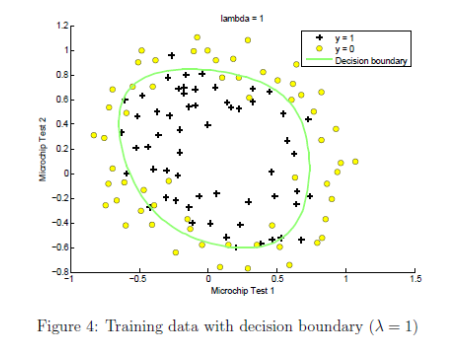 lambda = 1
1.2
1
0.8
0.6
0.4
0.2
0
−0.2
−0.4
−0.6
−0.8
Microchip Test 2
y = 1
y = 0
Decision boundary
−1
−0.5
0
0.5
1
1.5
Microchip Test 1
Figure 4: Training data with decision boundary (λ = 1)